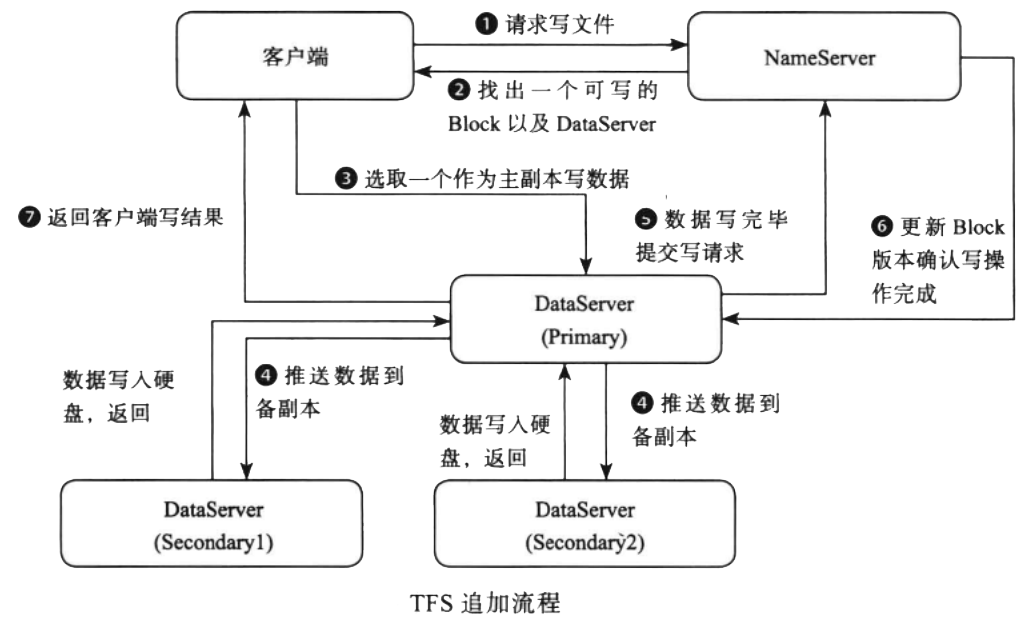 ❶ 请求写文件
客户端
NameServer
❷ 找出一个可写的
Block 以及 DataServer
❸ 选取一个作为主副本写数据
❼ 返回客户端写结果
❺ 数据写完毕
提交写请求
❻ 更新 Block
版本确认写操
作完成
DataServer
(Primary)
数据写入硬
盘，返回
❹ 推送数据到
备副本
数据写入硬
盘，返回
❹ 推送数据到
备副本
DataServer
(Secondary1)
DataServer
(Secondary2)
TFS 追加流程